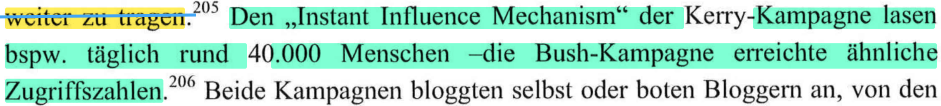 weiter zu tragen.205 Den „Instant Influence Mechanism“ der Kerry-Kampagne lasen
bspw. täglich rund 40.000 Menschen –die Bush-Kampagne erreichte ähnliche
Zugriffszahlen.206 Beide Kampagnen bloggten selbst oder boten Bloggern an, von den